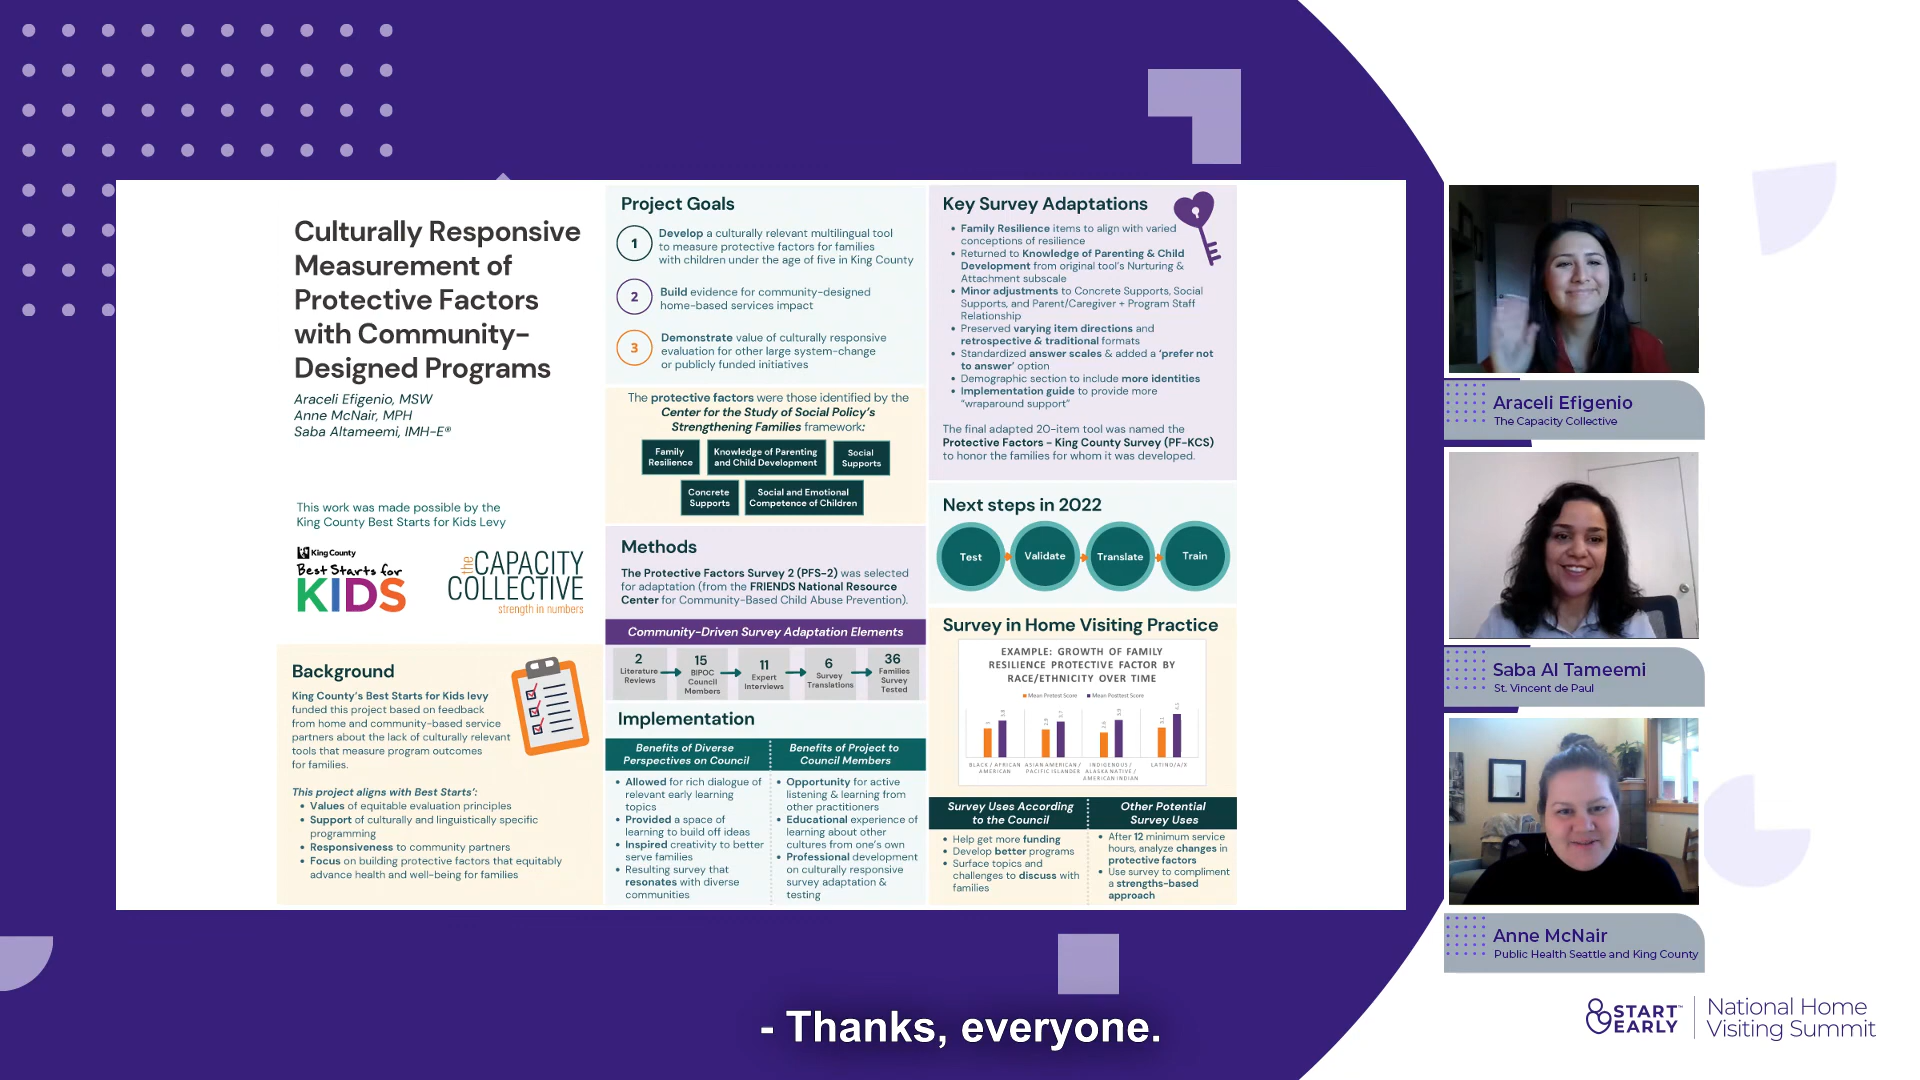 Culturally Responsive
Measurement of
Protective Factors
with Community-
Designed Programs
Araceli Efigenio, MSW
Anne McNair, MPH
Saba Altameemi, IMH-E®
This work was made possible by the
King County Best Starts for Kids Levy
King County
Best Starts for
KIDS
the CAPACITY
COLLECTIVE
strength in numbers
Background
King County's Best Starts for Kids levy
funded this project based on feedback
from home and community-based service
partners about the lack of culturally relevant
tools that measure program outcomes
for families.
This project aligns with Best Starts':
• Values of equitable evaluation principles
• Support of culturally and linguistically specific
programming
• Responsiveness to community partners
• Focus on building protective factors that equitably
advance health and well-being for families
Project Goals
1
Develop a culturally relevant multilingual tool
to measure protective factors for families
with children under the age of five in King County
2
Build evidence for community-designed
home-based services impact
3
Demonstrate value of culturally responsive
evaluation for other large system-change
or publicly funded initiatives
The protective factors were those identified by the
Center for the Study of Social Policy's
Strengthening Families framework:
Family
Resilience
Knowledge of Parenting
and Child Development
Social
Supports
Concrete
Supports
Social and Emotional
Competence of Children
Methods
The Protective Factors Survey 2 (PFS-2) was selected
for adaptation (from the FRIENDS National Resource
Center for Community-Based Child Abuse Prevention).
Community-Driven Survey Adaptation Elements
2
Literature
Reviews
15
BIPOC
Council
Members
11
Expert
Interviews
6
Survey
Translations
36
Families
Survey
Tested
Implementation
Benefits of Diverse
Perspectives on Council
• Allowed for rich dialogue of
relevant early learning
topics
• Provided a space of
learning to build off ideas
• Inspired creativity to better
serve families
• Resulting survey that
resonates with diverse
communities
Benefits of Project to
Council Members
• Opportunity for active
listening & learning from
other practitioners
• Educational experience of
learning about other
cultures from one's own
• Professional development
on culturally responsive
survey adaptation &
testing
Key Survey Adaptations
• Family Resilience items to align with varied
conceptions of resilience
• Returned to Knowledge of Parenting & Child
Development from original tool's Nurturing &
Attachment subscale
• Minor adjustments to Concrete Supports, Social
Supports, and Parent/Caregiver + Program Staff
Relationship
• Preserved varying item directions and
retrospective & traditional formats
• Standardized answer scales & added a 'prefer not
to answer' option
• Demographic section to include more identities
• Implementation guide to provide more
"wraparound support"
The final adapted 20-item tool was named the
Protective Factors - King County Survey (PF-KCS)
to honor the families for whom it was developed.
Next steps in 2022
Test
Validate
Translate
Train
Survey in Home Visiting Practice
EXAMPLE: GROWTH OF FAMILY
RESILIENCE PROTECTIVE FACTOR BY
RACE/ETHNICITY OVER TIME
Mean Pretest Score
Mean Posttest Score
BLACK / AFRICAN
AMERICAN
ASIAN AMERICAN /
PACIFIC ISLANDER
INDIGENOUS /
ALASKA NATIVE /
AMERICAN INDIAN
LATINO/A/X
Survey Uses According
to the Council
• Help get more funding
• Develop better programs
• Surface topics and
challenges to discuss with
families
Other Potential
Survey Uses
• After 12 minimum service
hours, analyze changes in
protective factors
• Use survey to compliment
a strengths-based
approach
Araceli Efigenio
The Capacity Collective
Saba Al Tameemi
St. Vincent de Paul
Anne McNair
Public Health Seattle and King County
START™
EARLY
National Home
Visiting Summit
- Thanks, everyone.